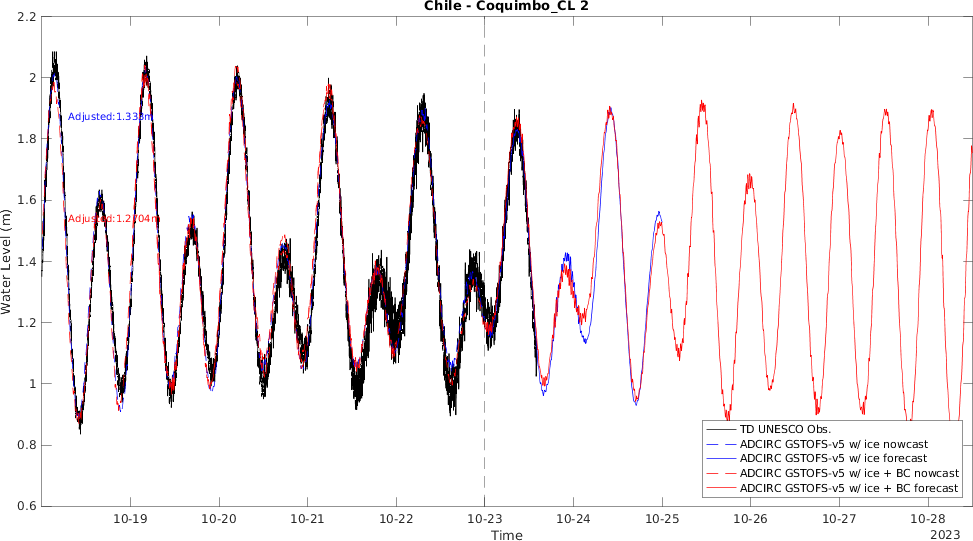 Chile - Coquimbo_CL 2
2.2
2
1.8
1.6
1.4
1.2
1
0.8
0.6
Water Level (m)
Adjusted:1.333m
Adjusted:1.2704m
TD UNESCO Obs.
ADCIRC GSTOFS-v5 w/ ice nowcast
ADCIRC GSTOFS-v5 w/ ice forecast
ADCIRC GSTOFS-v5 w/ ice + BC nowcast
ADCIRC GSTOFS-v5 w/ ice + BC forecast
10-19 10-20 10-21 10-22 10-23 10-24 10-25 10-26 10-27 10-28
2023
Time